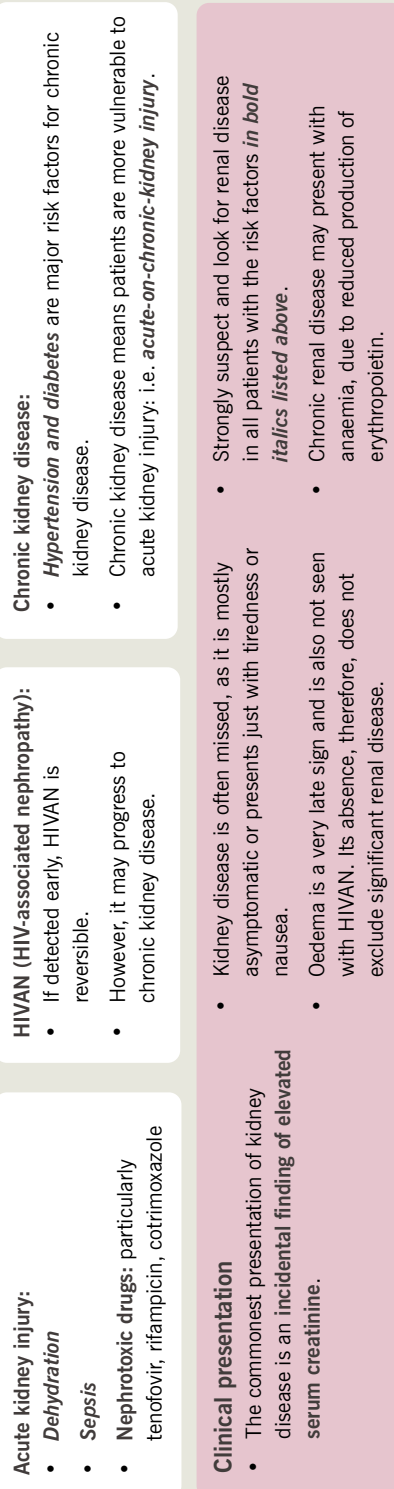 Acute kidney injury:
• Dehydration
• Sepsis
• Nephrotoxic drugs: particularly
tenofovir, rifampicin, cotrimoxazole
HIVAN (HIV-associated nephropathy):
• If detected early, HIVAN is
reversible.
• However, it may progress to
chronic kidney disease.
Chronic kidney disease:
• Hypertension and diabetes are major risk factors for chronic
kidney disease.
• Chronic kidney disease means patients are more vulnerable to
acute kidney injury: i.e. acute-on-chronic-kidney injury.
Clinical presentation
• The commonest presentation of kidney
disease is an incidental finding of elevated
serum creatinine.
• Kidney disease is often missed, as it is mostly
asymptomatic or presents just with tiredness or
nausea.
• Oedema is a very late sign and is also not seen
with HIVAN. Its absence, therefore, does not
exclude significant renal disease.
• Strongly suspect and look for renal disease
in all patients with the risk factors in bold
italics listed above.
• Chronic renal disease may present with
anaemia, due to reduced production of
erythropoietin.